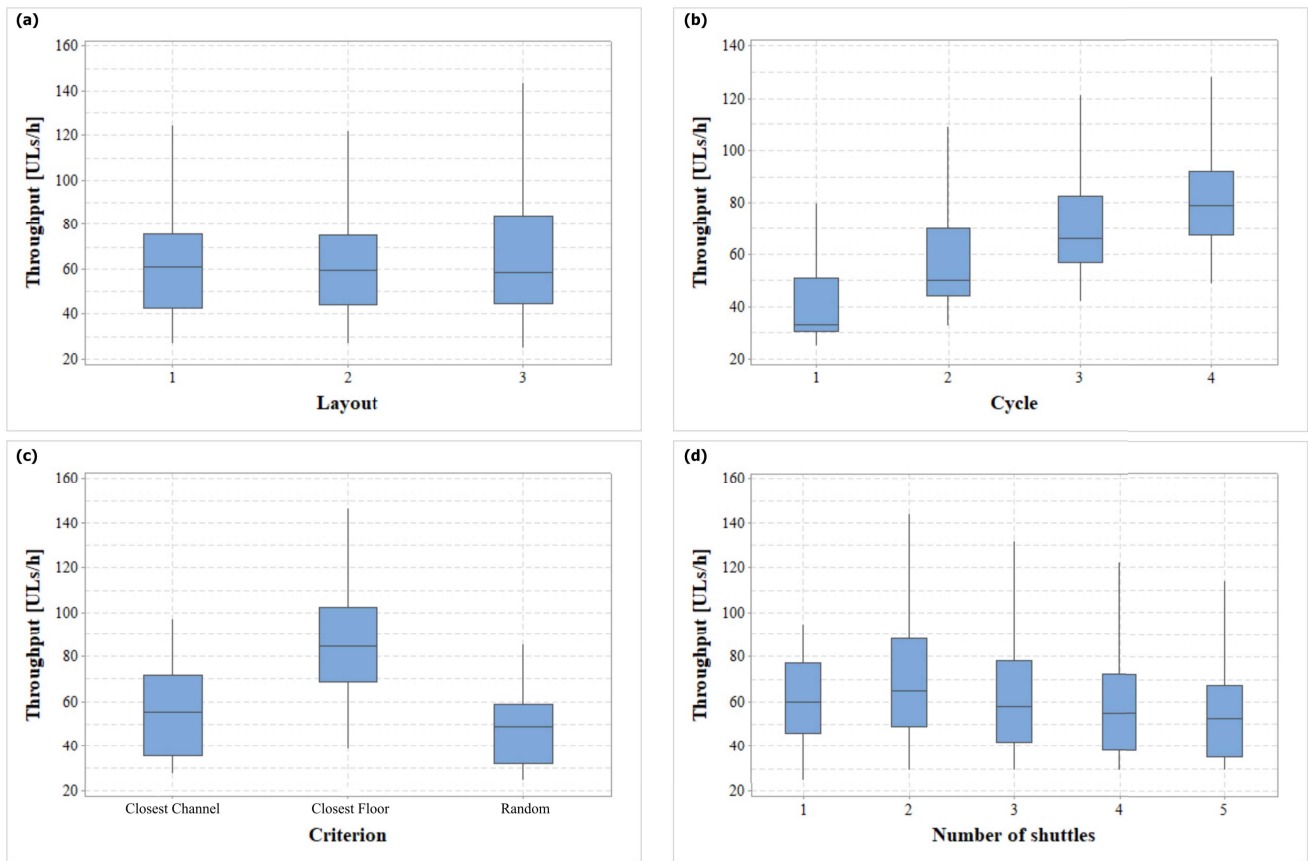 (a)
160
140
120
100
80
60
40
20
Throughput [ULs/h]
1 2 3
Layout
(b)
140
120
100
80
60
40
20
Throughput [ULs/h]
1 2 3 4
Cycle
(c)
160
140
120
100
80
60
40
20
Throughput [ULs/h]
Closest Channel Closest Floor Random
Criterion
(d)
160
140
120
100
80
60
40
20
Throughput [ULs/h]
1 2 3 4 5
Number of shuttles